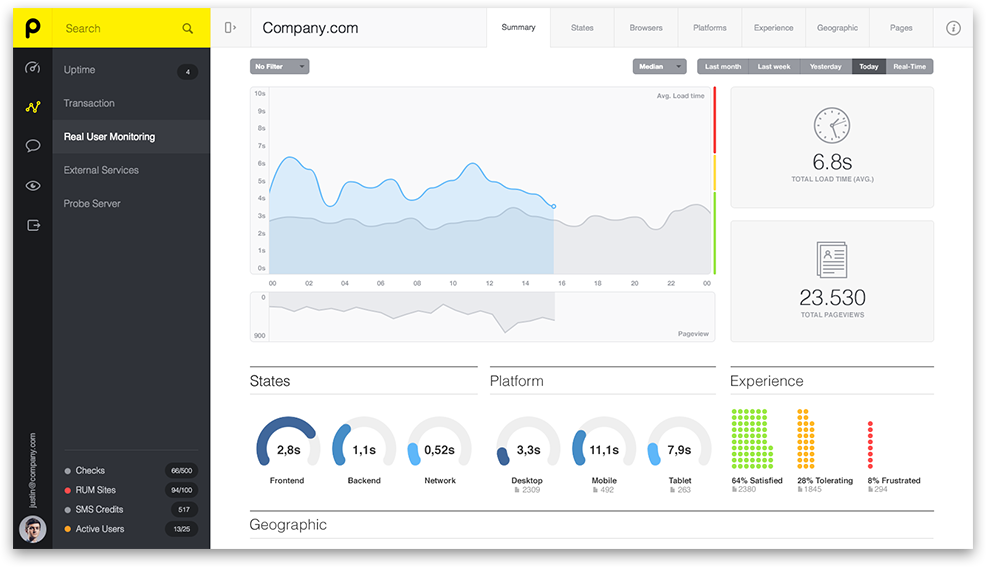 p
Search
Uptime
4
Transaction
Real User Monitoring
External Services
Probe Server
justin@company.com
Checks 66/500
RUM Sites 94/100
SMS Credits 517
Active Users 13/25
Company.com
Summary States Browsers Platforms Experience Geographic Pages i
No Filter Median Last month Last week Yesterday Today Real-Time
Avg. Load time
10s
9s
8s
7s
6s
5s
4s
3s
2s
1s
0s
00 02 04 06 08 10 12 14 16 18 20 22 00
0
900
Pageview
6.8s
TOTAL LOAD TIME (AVG.)
23.530
TOTAL PAGEVIEWS
States
2,8s 1,1s 0,52s
Frontend Backend Network
Platform
3,3s 11,1s 7,9s
Desktop Mobile Tablet
2309 492 263
Experience
64% Satisfied 28% Tolerating 8% Frustrated
2380 1845 294
Geographic